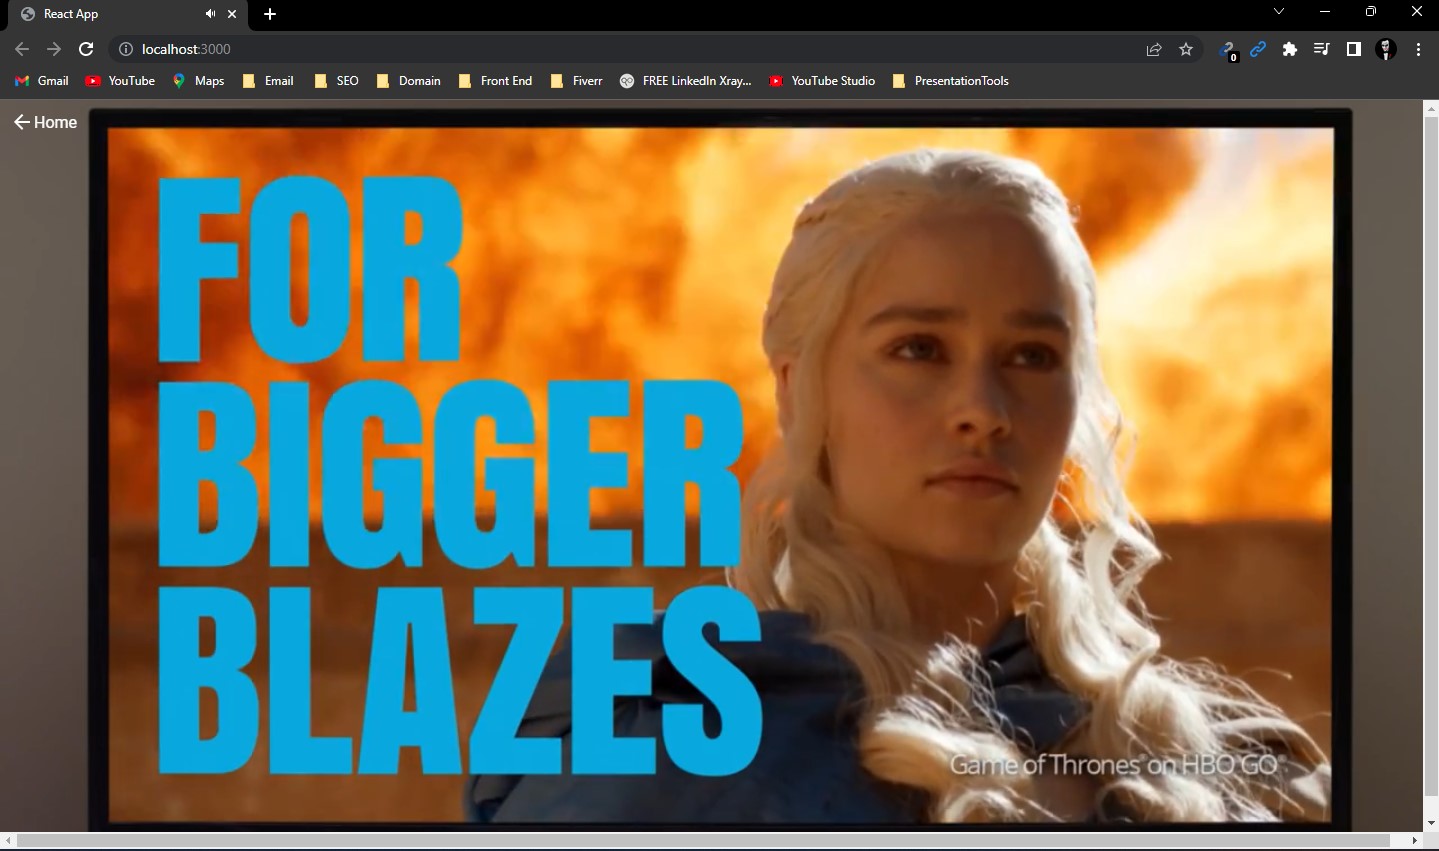 React App
localhost:3000
0
Gmail YouTube Maps Email SEO Domain Front End Fiverr FREE LinkedIn Xray... YouTube Studio PresentationTools
Home
FOR
BIGGER
BLAZES
Game of Thrones® on HBO GO®